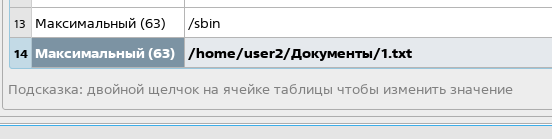 13 Максимальный (63) /sbin
14 Максимальный (63) /home/user2/Документы/1.txt
Подсказка: двойной щелчок на ячейке таблицы чтобы изменить значение